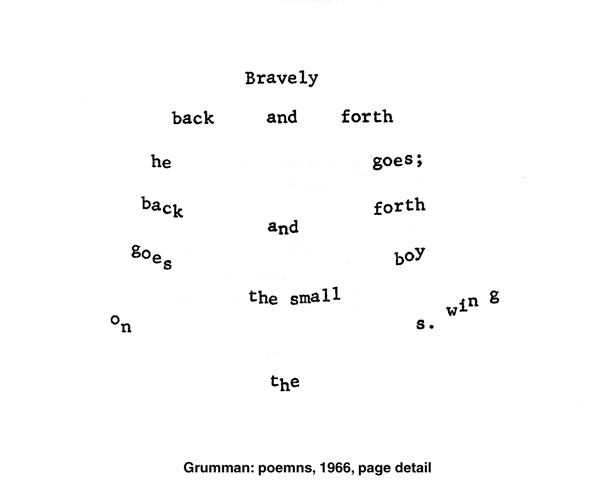 Bravely
back and forth
he goes;
back and forth
goes the small boy
on the s. wing
Grumman: poemns, 1966, page detail